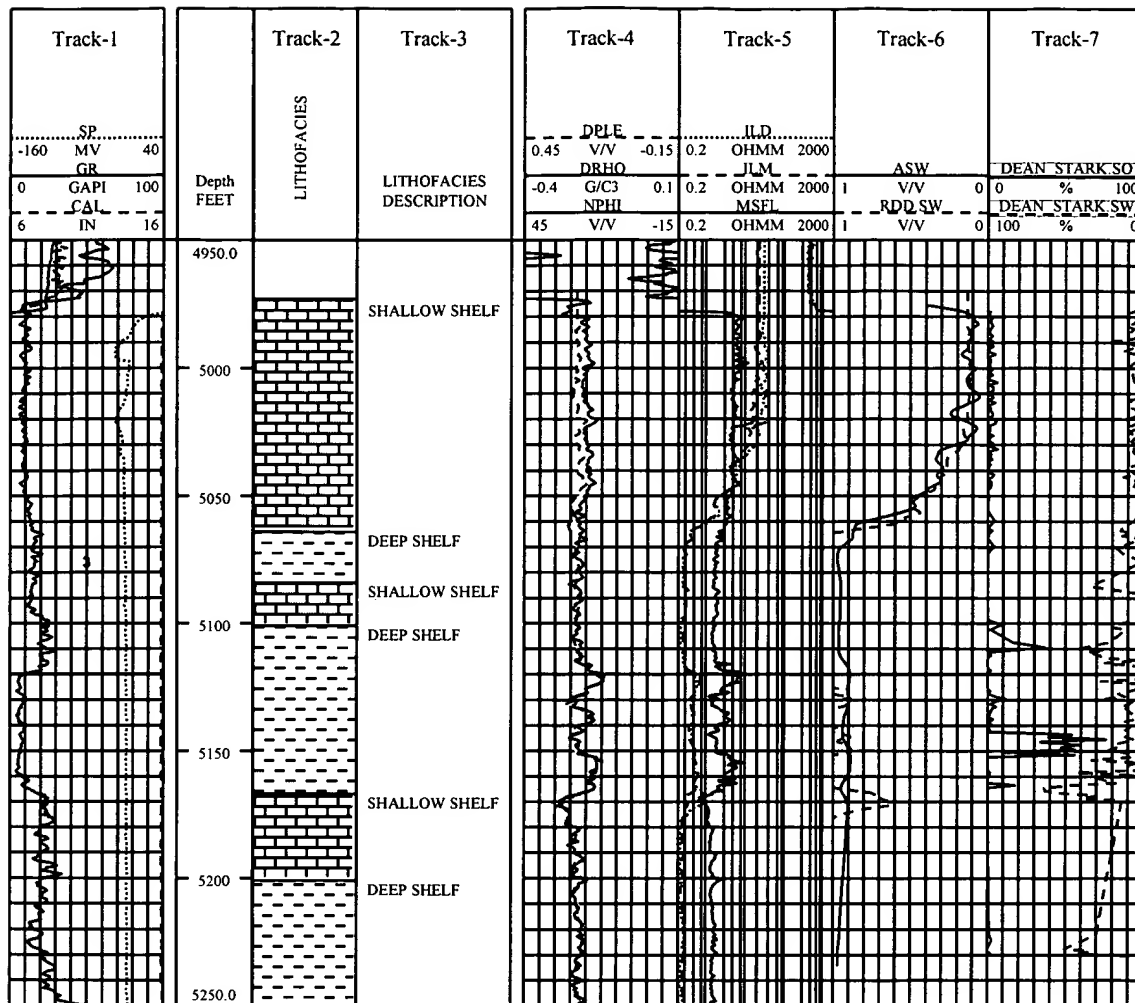 Track-1 Track-2 Track-3 Track-4 Track-5 Track-6 Track-7
LITHOFACIES
SP DPLE ILD
-160 MV 40 0.45 V/V -0.15 0.2 OHMM 2000
GR DRHO ILM ASW DEAN STARK SO
0 GAPI 100 Depth FEET LITHOFACIES DESCRIPTION -0.4 G/C3 0.1 0.2 OHMM 2000 1 V/V 0 0 %
CAL NPHI MSFL RDD SW DEAN STARK SW
6 IN 16 45 V/V -15 0.2 OHMM 2000 1 V/V 0 100 % 0
4950.0
SHALLOW SHELF
5000
5050
DEEP SHELF
SHALLOW SHELF
5100
DEEP SHELF
5150
SHALLOW SHELF
5200
DEEP SHELF
5250.0